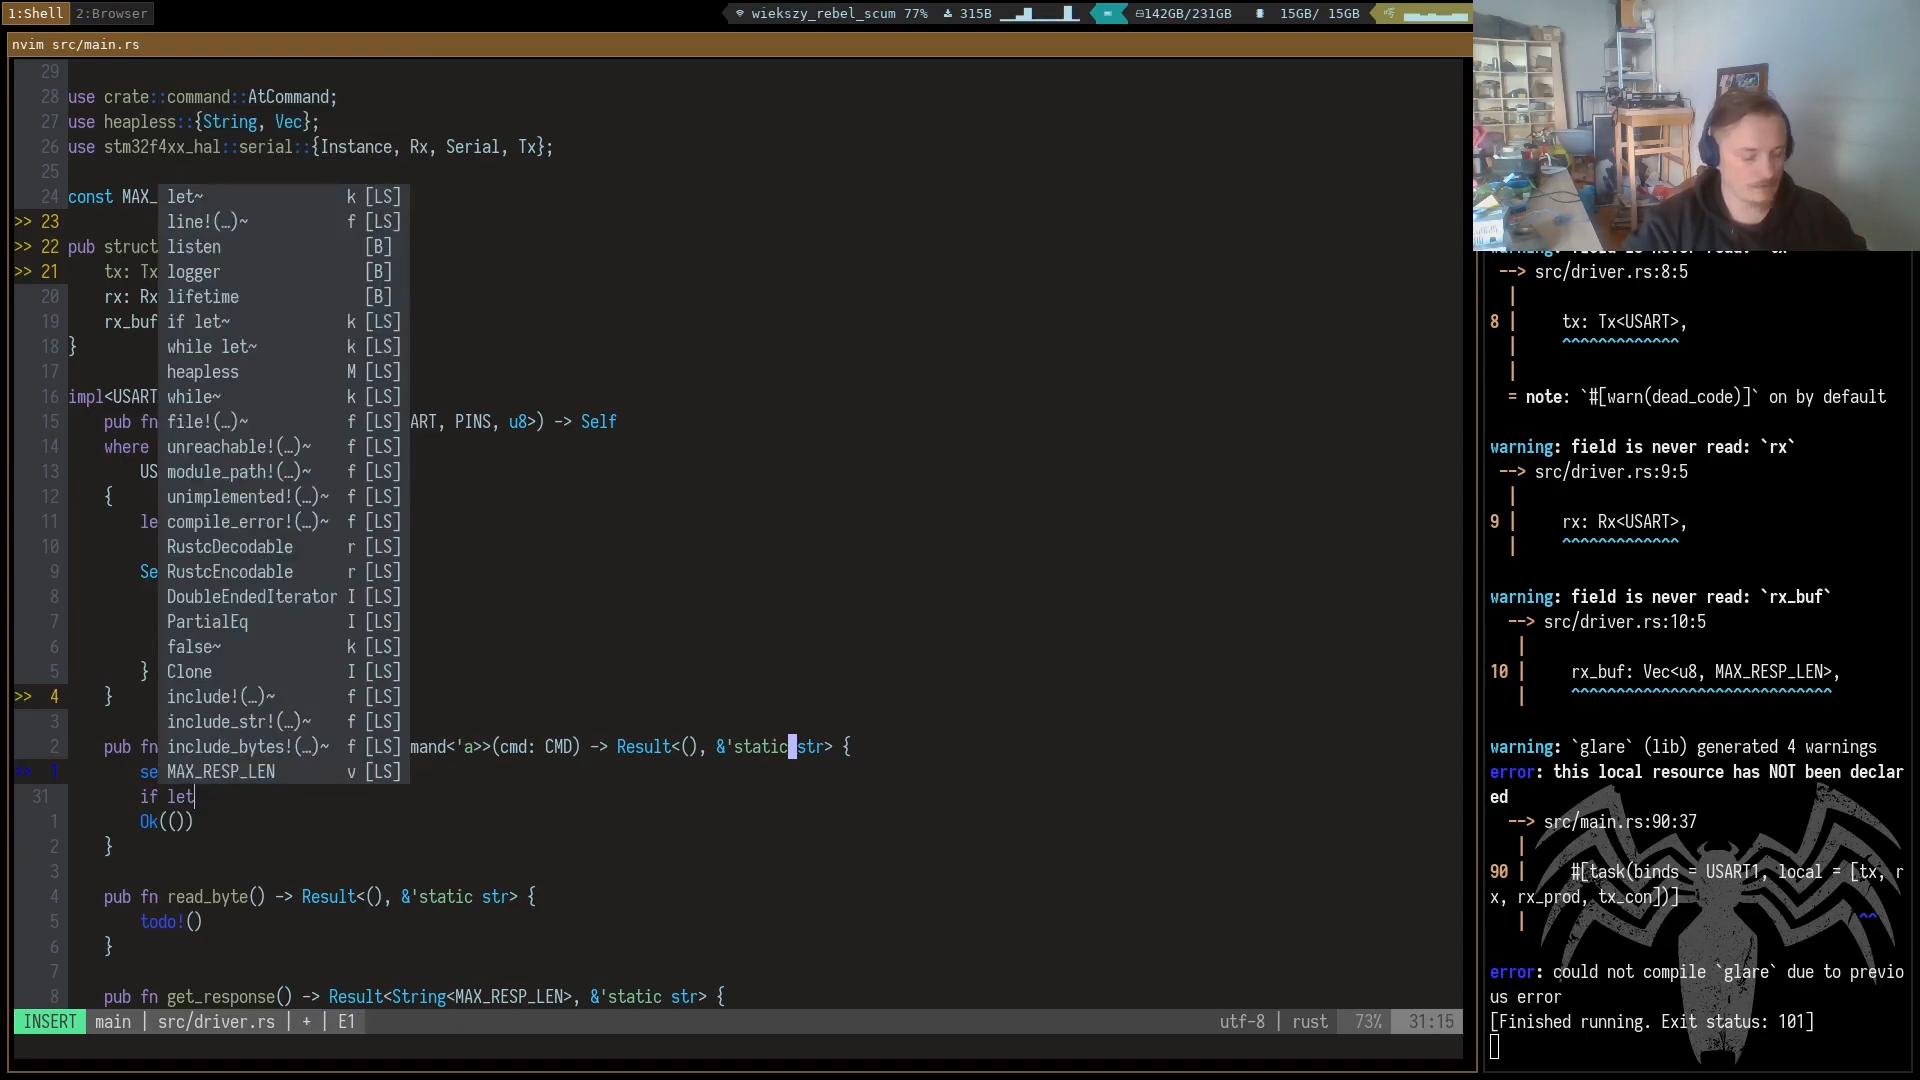 1:Shell 2:Browser
wiekszy_rebel_scum 77% 315B 142GB/231GB 15GB/ 15GB
nvim src/main.rs
29
28 use crate::command::AtCommand;
27 use heapless::{String, Vec};
26 use stm32f4xx_hal::serial::{Instance, Rx, Serial, Tx};
25
24 const MAX_ let~ k [LS]
>> 23 line!(…)~ f [LS]
>> 22 pub struct listen [B]
>> 21 tx: Tx logger [B]
20 rx: Rx lifetime [B]
19 rx_buf if let~ k [LS]
18 } while let~ k [LS]
17 heapless M [LS]
16 impl<USART while~ k [LS]
15 pub fn file!(…)~ f [LS] ART, PINS, u8>) -> Self
14 where unreachable!(…)~ f [LS]
13 US module_path!(…)~ f [LS]
12 { unimplemented!(…)~ f [LS]
11 le compile_error!(…)~ f [LS]
10 RustcDecodable r [LS]
9 Se RustcEncodable r [LS]
8 DoubleEndedIterator I [LS]
7 PartialEq I [LS]
6 false~ k [LS]
5 } Clone I [LS]
>> 4 } include!(…)~ f [LS]
3 include_str!(…)~ f [LS]
2 pub fn include_bytes!(…)~ f [LS] mand<'a>>(cmd: CMD) -> Result<(), &'static str> {
>> 1 se MAX_RESP_LEN v [LS]
31 if let
1 Ok(())
2 }
3
4 pub fn read_byte() -> Result<(), &'static str> {
5 todo!()
6 }
7
8 pub fn get_response() -> Result<String<MAX_RESP_LEN>, &'static str> {
INSERT main | src/driver.rs | + | E1 utf-8 | rust 73% 31:15
--> src/driver.rs:8:5
|
8 | tx: Tx<USART>,
| ^^^^^^^^^^^^^
|
= note: `#[warn(dead_code)]` on by default
warning: field is never read: `rx`
--> src/driver.rs:9:5
|
9 | rx: Rx<USART>,
| ^^^^^^^^^^^^^
warning: field is never read: `rx_buf`
--> src/driver.rs:10:5
|
10 | rx_buf: Vec<u8, MAX_RESP_LEN>,
| ^^^^^^^^^^^^^^^^^^^^^^^^^^^^^
warning: `glare` (lib) generated 4 warnings
error: this local resource has NOT been declar
ed
--> src/main.rs:90:37
|
90 | #[task(binds = USART1, local = [tx, r
x, rx_prod, tx_con])]
| ^^
error: could not compile `glare` due to previo
us error
[Finished running. Exit status: 101]